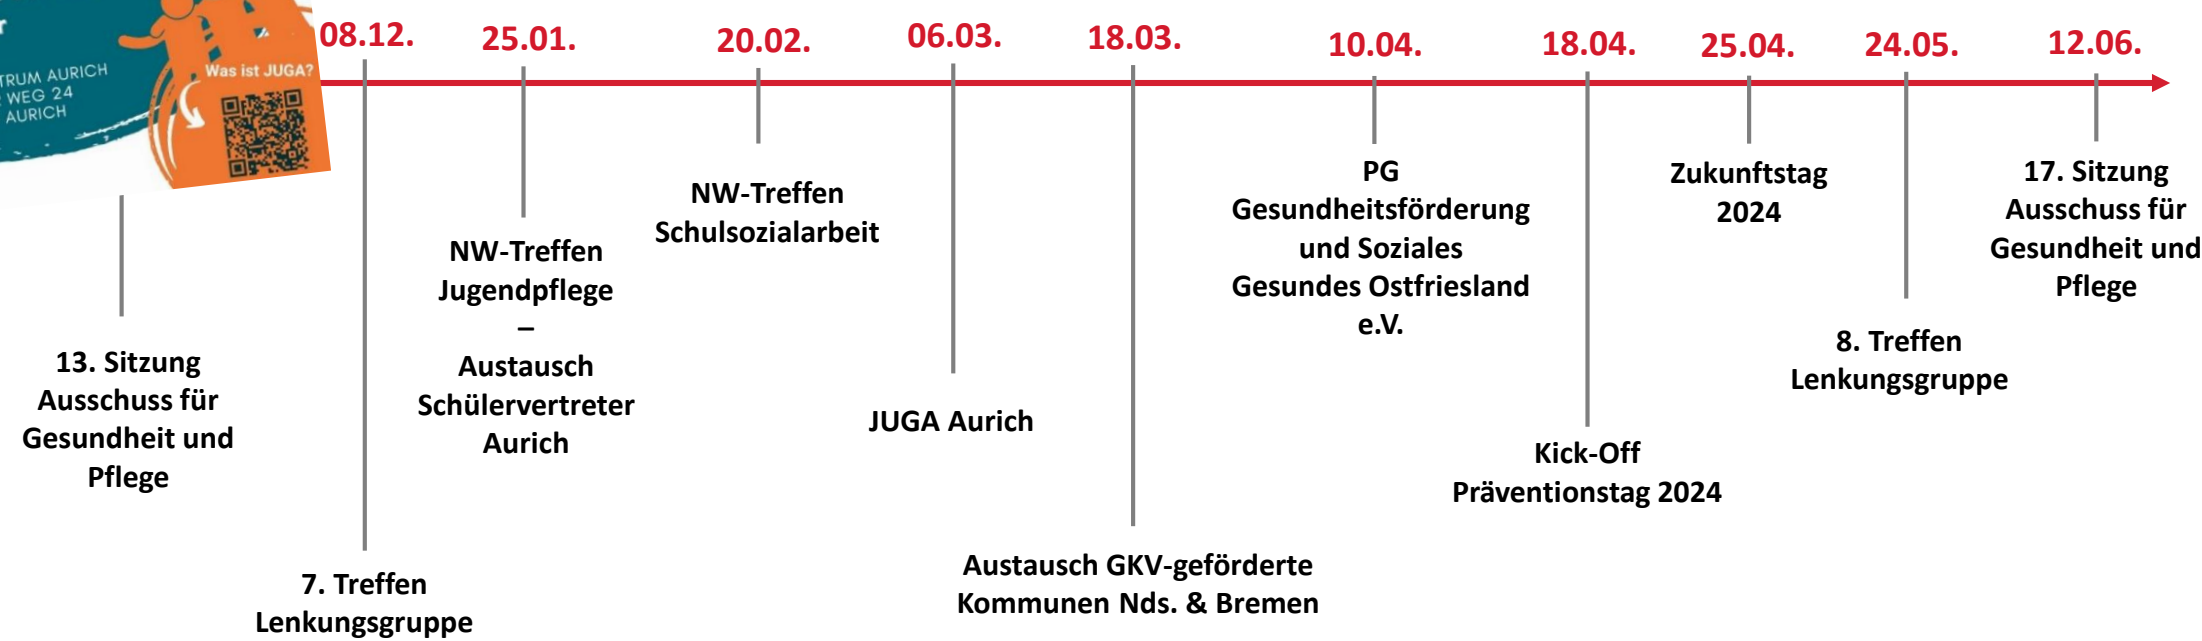 TRUM AURICH
WEG 24
AURICH
Was ist JUGA?
08.12.
25.01.
20.02.
06.03.
18.03.
10.04.
18.04.
25.04.
24.05.
12.06.
13. Sitzung
Ausschuss für
Gesundheit und
Pflege
7. Treffen
Lenkungsgruppe
NW-Treffen
Jugendpflege
–
Austausch
Schülervertreter
Aurich
NW-Treffen
Schulsozialarbeit
JUGA Aurich
Austausch GKV-geförderte
Kommunen Nds. & Bremen
PG
Gesundheitsförderung
und Soziales
Gesundes Ostfriesland
e.V.
Kick-Off
Präventionstag 2024
Zukunftstag
2024
8. Treffen
Lenkungsgruppe
17. Sitzung
Ausschuss für
Gesundheit und
Pflege